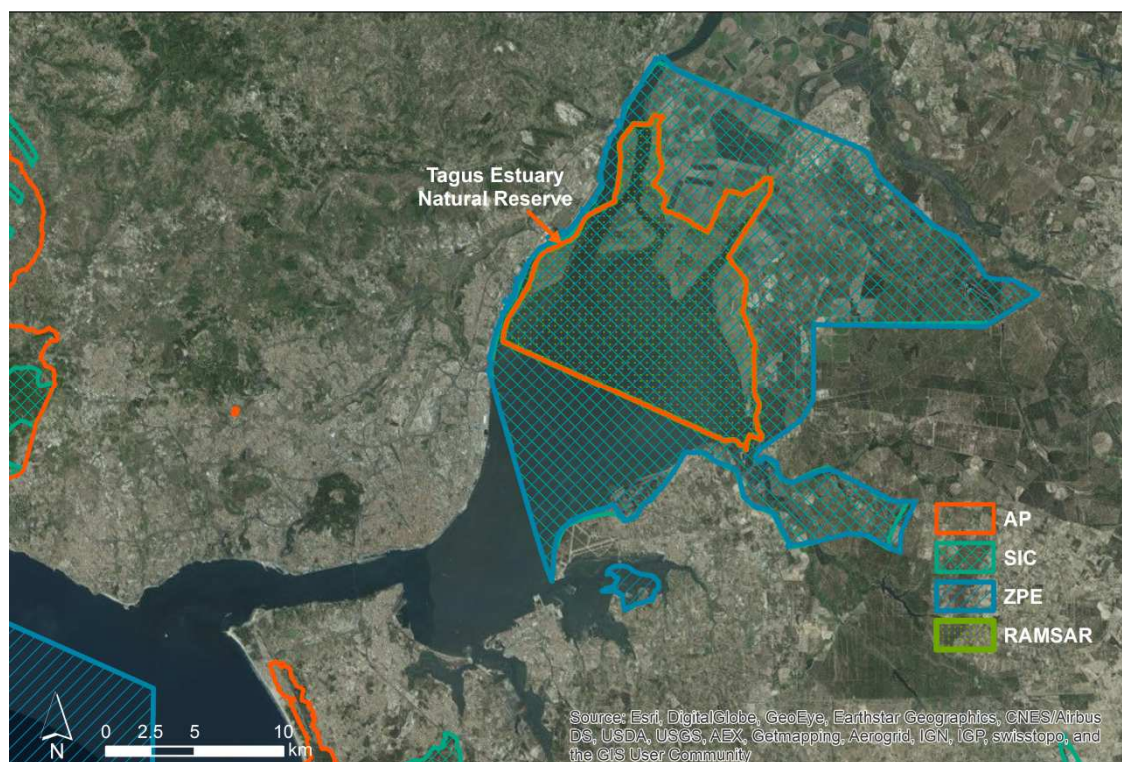 Tagus Estuary
Natural Reserve
AP
SIC
ZPE
RAMSAR
N
0 2.5 5 10
km
Source: Esri, DigitalGlobe, GeoEye, Earthstar Geographics, CNES/Airbus
DS, USDA, USGS, AEX, Getmapping, Aerogrid, IGN, IGP, swisstopo, and
the GIS User Community